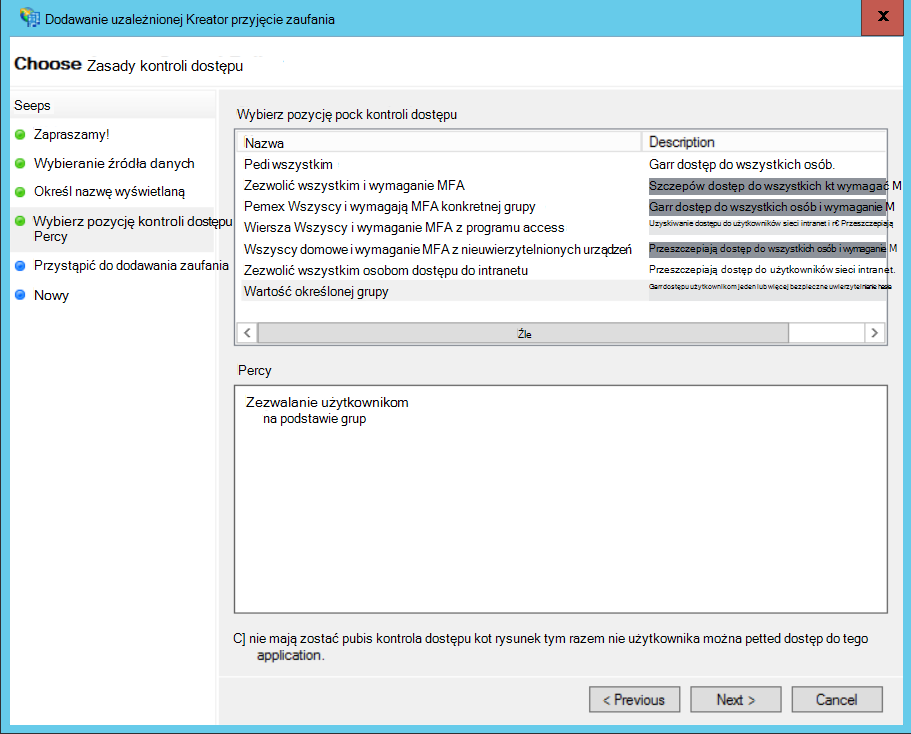 Dodawanie uzależnionej Kreator przyjęcie zaufania
x
Choose Zasady kontroli dostępu
Seeps
Zapraszamy!
Wybieranie źródła danych
Określ nazwę wyświetlaną
Wybierz pozycję kontroli dostępu
Percy
Przystąpić do dodawania zaufania
Nowy
Wybierz pozycję pock kontroli dostępu
Nazwa Description
Pedi wszystkim Garr dostęp do wszystkich osób.
Zezwolić wszystkim i wymaganie MFA Szczepów dostęp do wszystkich kt wymagać M
Pemex Wszyscy i wymagają MFA konkretnej grupy Garr dostęp do wszystkich osób i wymaganie M
Wiersza Wszyscy i wymaganie MFA z programu access Uzyskiwanie dostępu do użytkowników sieci intranet i r€ Przeszczepiają
Wszyscy domowe i wymaganie MFA z nieuwierzytelnionych urządzeń Przeszczepiają dostęp do wszystkich osób i wymaganie M
Zezwolić wszystkim osobom dostępu do intranetu Przeszczepiają dostęp do użytkowników sieci intranet.
Wartość określonej grupy Garr dostępu użytkownikom jeden lub więcej bezpieczne uwierzytelnianie
Źle
Percy
Zezwalanie użytkownikom
na podstawie grup
C] nie mają zostać pubis kontrola dostępu kot rysunek tym razem nie użytkownika można petted dostęp do tego
application.
< Previous Next > Cancel